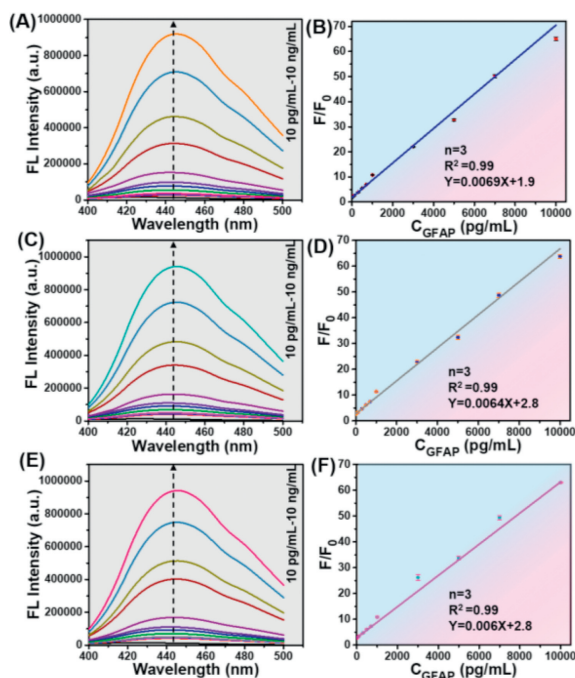 (A)
FL Intensity (a.u.)
1000000
800000
600000
400000
200000
0
400 420 440 460 480 500
Wavelength (nm)
10 pg/mL-10 ng/mL
(B)
F/F0
80
70
60
50
40
30
20
10
0
0 2000 4000 6000 8000 10000
CGFAP (pg/mL)
n=3
R2=0.99
Y=0.0069X+1.9
(C)
FL Intensity (a.u.)
1000000
800000
600000
400000
200000
0
400 420 440 460 480 500
Wavelength (nm)
10 pg/mL-10 ng/mL
(D)
F/F0
70
60
50
40
30
20
10
0
0 2000 4000 6000 8000 10000
CGFAP (pg/mL)
n=3
R2=0.99
Y=0.0064X+2.8
(E)
FL Intensity (a.u.)
1000000
800000
600000
400000
200000
0
400 420 440 460 480 500
Wavelength (nm)
10 pg/mL-10 ng/mL
(F)
F/F0
70
60
50
40
30
20
10
0
0 2000 4000 6000 8000 10000
CGFAP (pg/mL)
n=3
R2=0.99
Y=0.006X+2.8